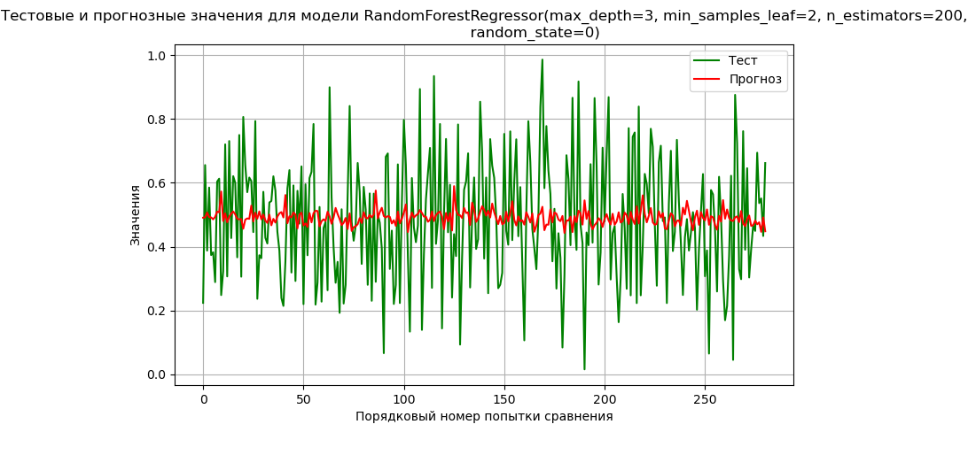 Тестовые и прогнозные значения для модели RandomForestRegressor(max_depth=3, min_samples_leaf=2, n_estimators=200,
random_state=0)
1.0
0.8
0.6
0.4
0.2
0.0
Значения
Тест
Прогноз
0 50 100 150 200 250
Порядковый номер попытки сравнения